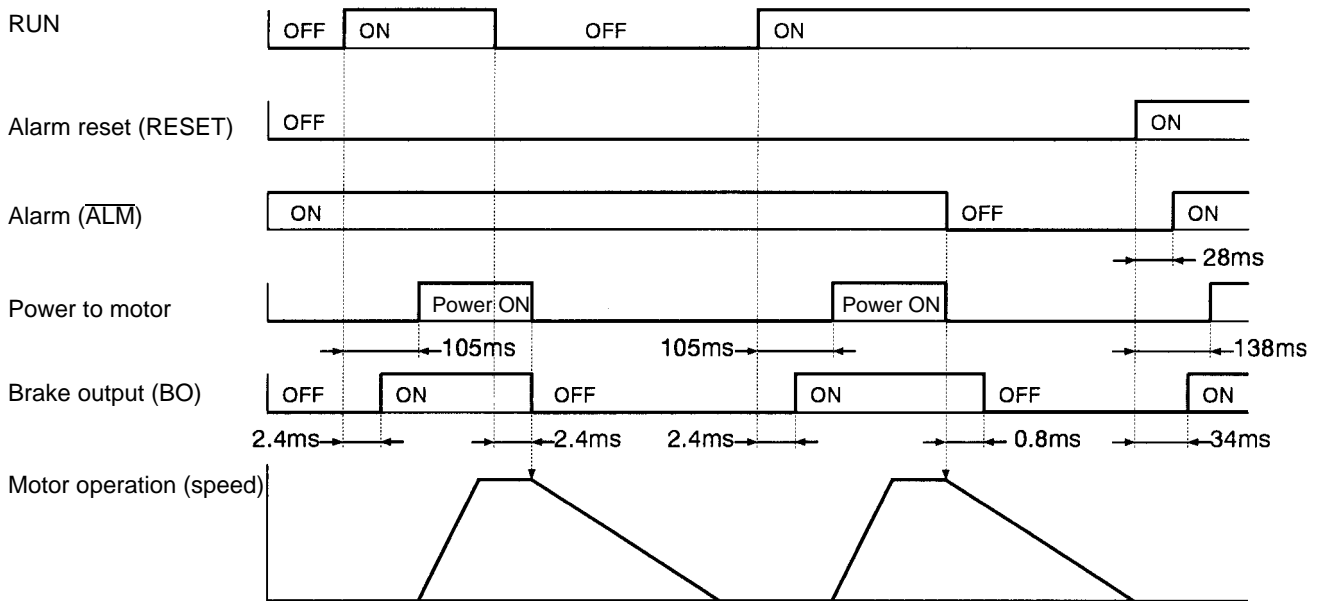 RUN OFF ON OFF ON
Alarm reset (RESET) OFF ON
Alarm (ALM) ON OFF ON
28ms
Power to motor Power ON Power ON
105ms 105ms 138ms
Brake output (BO) OFF ON OFF ON OFF ON
2.4ms 2.4ms 2.4ms 0.8ms 34ms
Motor operation (speed)